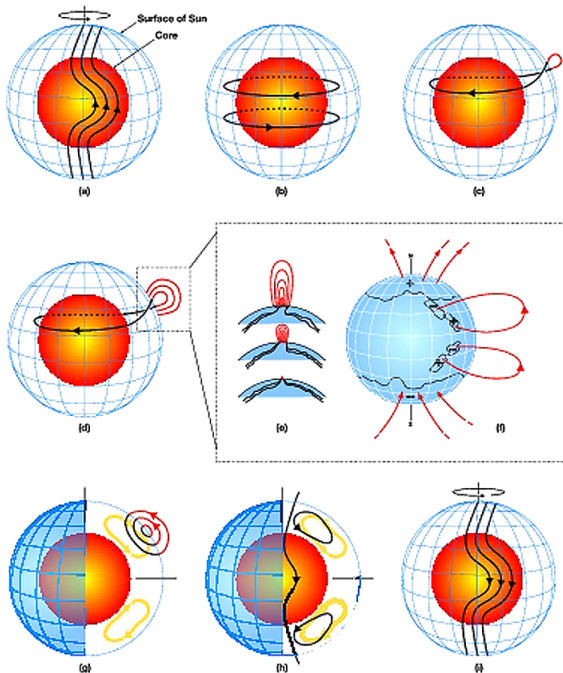 Surface of Sun
Core
(a)
(b)
(c)
(d)
(e)
(f)
N
+
−
S
(g)
(h)
(i)